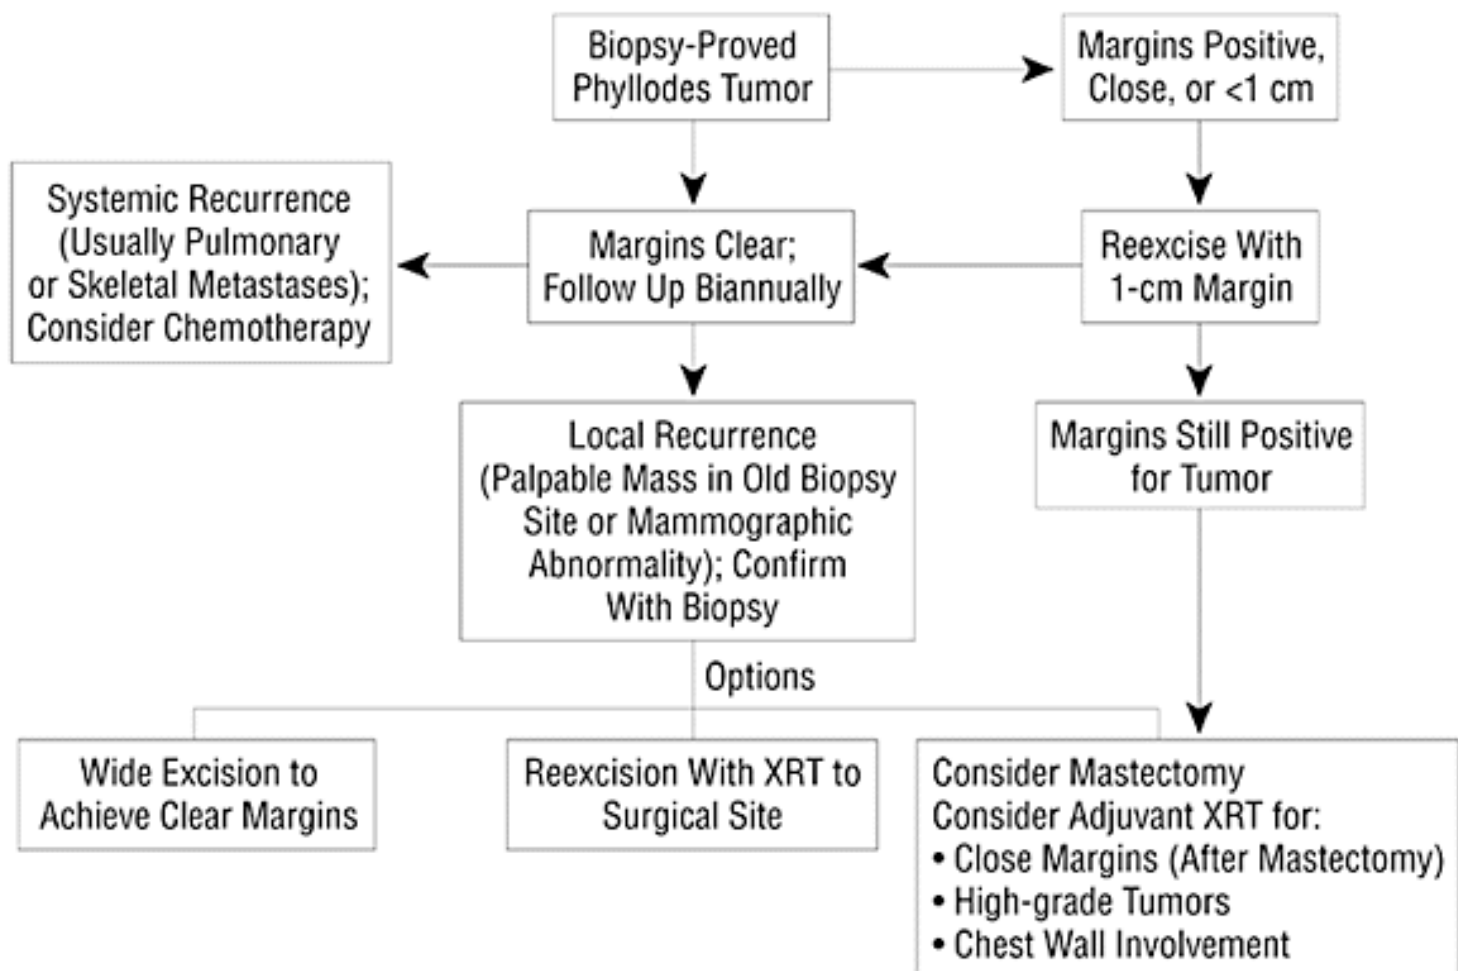 Biopsy-Proved
Phyllodes Tumor
Margins Positive,
Close, or <1 cm
Systemic Recurrence
(Usually Pulmonary
or Skeletal Metastases);
Consider Chemotherapy
Margins Clear;
Follow Up Biannually
Reexcise With
1-cm Margin
Local Recurrence
(Palpable Mass in Old Biopsy
Site or Mammographic
Abnormality); Confirm
With Biopsy
Margins Still Positive
for Tumor
Options
Wide Excision to
Achieve Clear Margins
Reexcision With XRT to
Surgical Site
Consider Mastectomy
Consider Adjuvant XRT for:
• Close Margins (After Mastectomy)
• High-grade Tumors
• Chest Wall Involvement